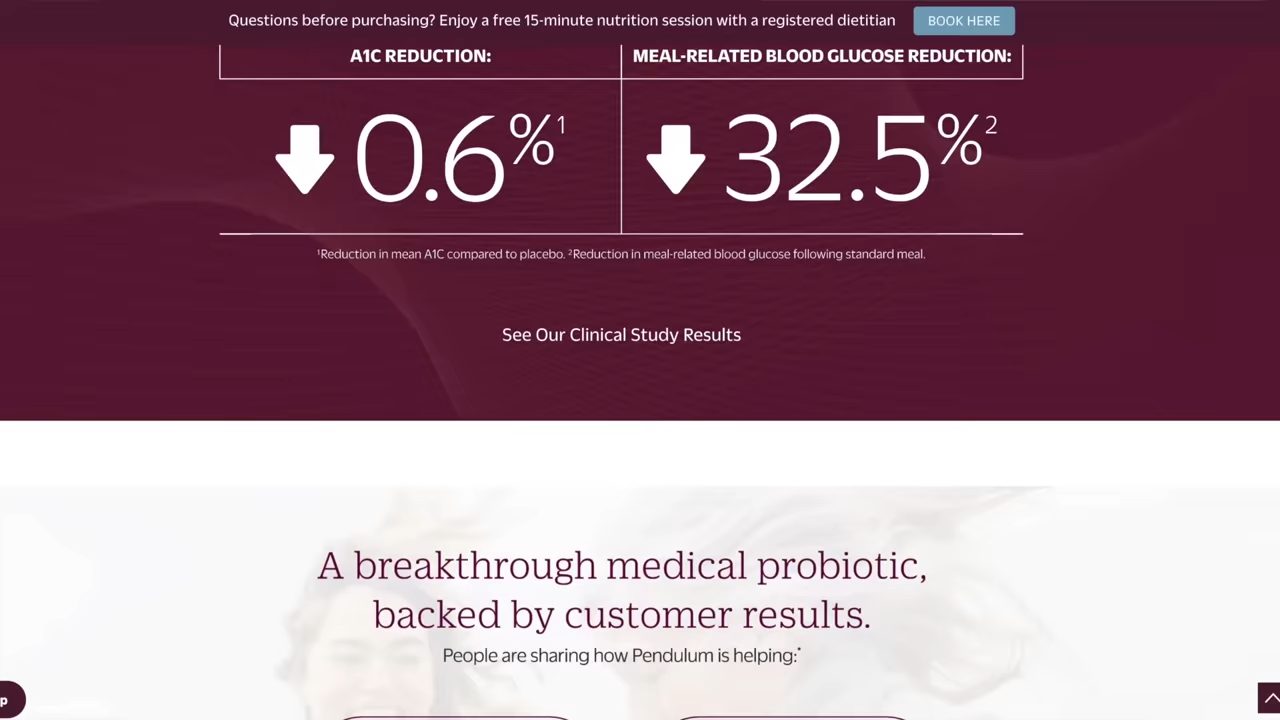 Questions before purchasing? Enjoy a free 15-minute nutrition session with a registered dietitian BOOK HERE
A1C REDUCTION: MEAL-RELATED BLOOD GLUCOSE REDUCTION:
0.6%¹ 32.5%²
¹Reduction in mean A1C compared to placebo. ²Reduction in meal-related blood glucose following standard meal.
See Our Clinical Study Results
A breakthrough medical probiotic,
backed by customer results.
People are sharing how Pendulum is helping:*